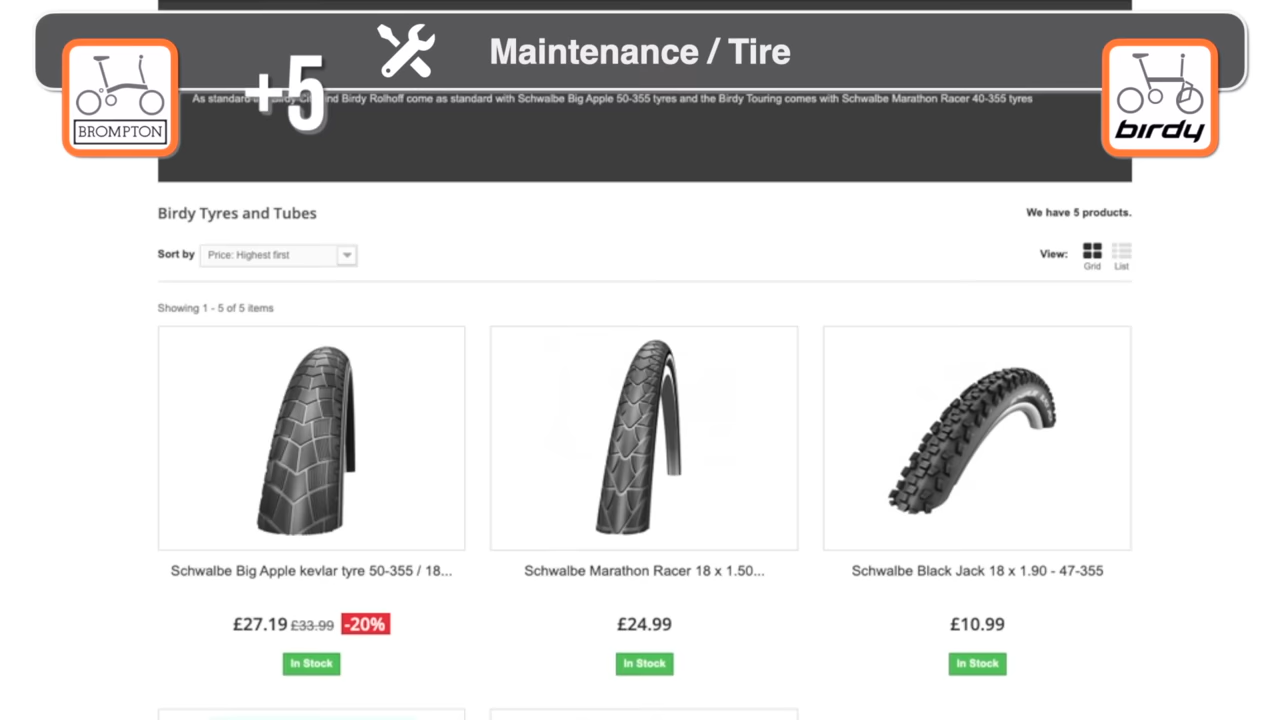 Maintenance / Tire
BROMPTON
+5
birdy
As standard Birdy City and Birdy Rolhoff come as standard with Schwalbe Big Apple 50-355 tyres and the Birdy Touring comes with Schwalbe Marathon Racer 40-355 tyres
Birdy Tyres and Tubes
We have 5 products.
Sort by
Price: Highest first
View:
Grid
List
Showing 1 - 5 of 5 items
Schwalbe Big Apple kevlar tyre 50-355 / 18...
Schwalbe Marathon Racer 18 x 1.50...
Schwalbe Black Jack 18 x 1.90 - 47-355
£27.19 £33.99 -20%
£24.99
£10.99
In Stock
In Stock
In Stock